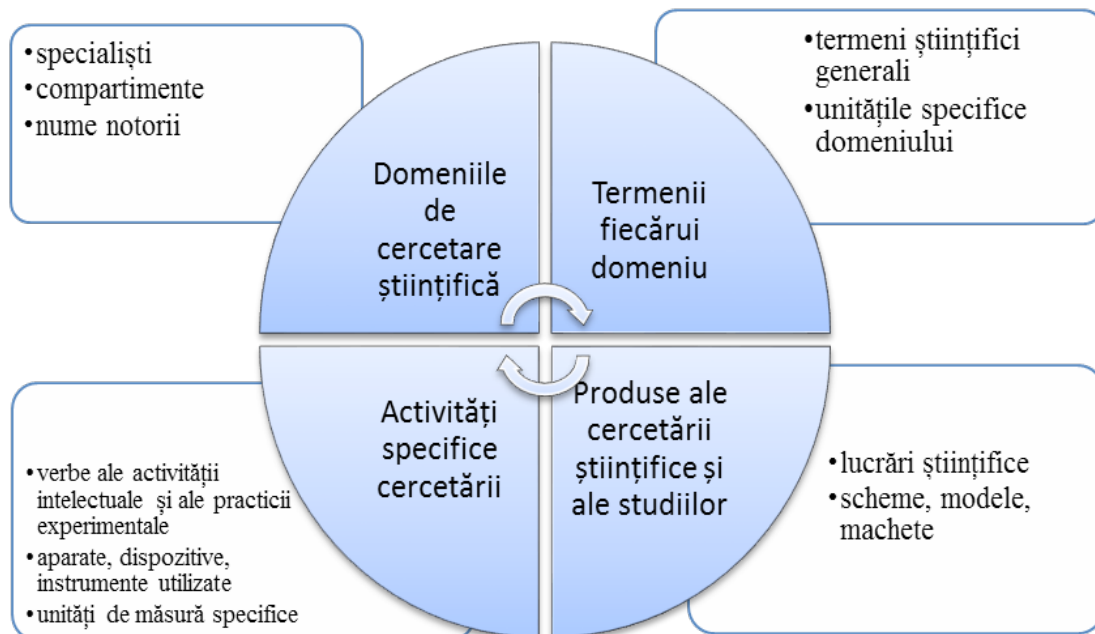 •specialiști
•compartimente
•nume notorii
Domeniile
de
cercetare
științifică
•termeni științifici
generali
•unitățile specifice
domeniului
Termenii
fiecărui
domeniu
•verbe ale activității
intelectuale și ale practicii
experimentale
•aparate, dispozitive,
instrumente utilizate
•unități de măsură specifice
Activități
specifice
cercetării
Produse ale
cercetării
științifice și
ale studiilor
•lucrări științifice
•scheme, modele,
machete